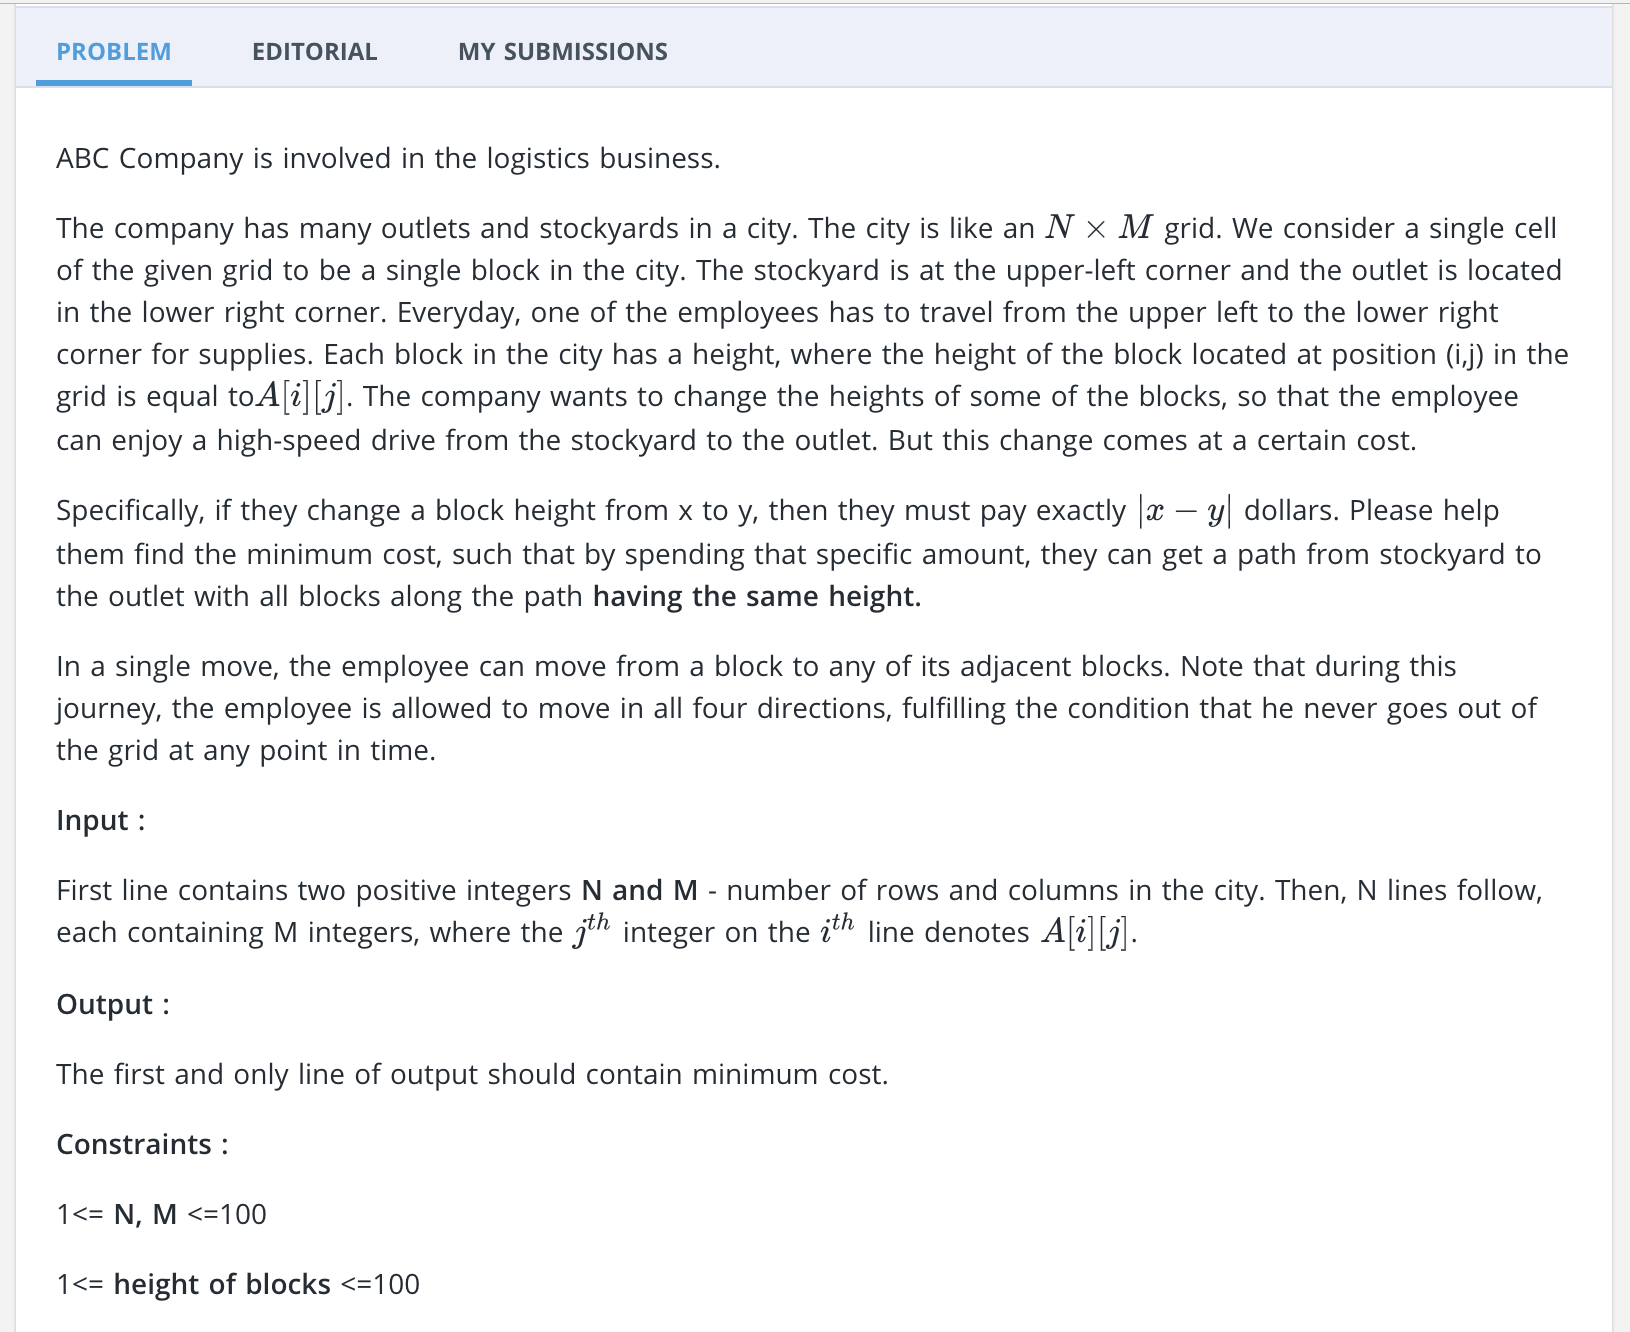 PROBLEM EDITORIAL MY SUBMISSIONS
ABC Company is involved in the logistics business.
The company has many outlets and stockyards in a city. The city is like an N × M grid. We consider a single cell
of the given grid to be a single block in the city. The stockyard is at the upper-left corner and the outlet is located
in the lower right corner. Everyday, one of the employees has to travel from the upper left to the lower right
corner for supplies. Each block in the city has a height, where the height of the block located at position (i,j) in the
grid is equal toA[i][j]. The company wants to change the heights of some of the blocks, so that the employee
can enjoy a high-speed drive from the stockyard to the outlet. But this change comes at a certain cost.
Specifically, if they change a block height from x to y, then they must pay exactly |x − y| dollars. Please help
them find the minimum cost, such that by spending that specific amount, they can get a path from stockyard to
the outlet with all blocks along the path having the same height.
In a single move, the employee can move from a block to any of its adjacent blocks. Note that during this
journey, the employee is allowed to move in all four directions, fulfilling the condition that he never goes out of
the grid at any point in time.
Input :
First line contains two positive integers N and M - number of rows and columns in the city. Then, N lines follow,
each containing M integers, where the j^th integer on the i^th line denotes A[i][j].
Output :
The first and only line of output should contain minimum cost.
Constraints :
1<= N, M <=100
1<= height of blocks <=100